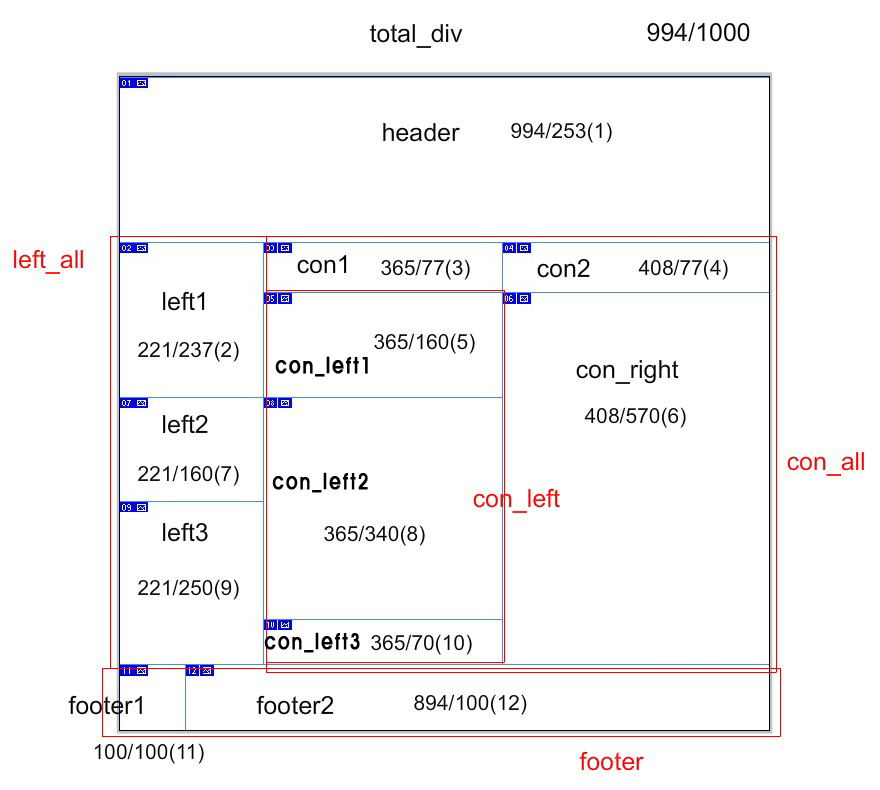 total_div 994/1000
01
header 994/253(1)
left_all
02
03
04
con1 365/77(3)
con2 408/77(4)
left1
221/237(2)
05
06
365/160(5)
con_left1
con_right
408/570(6)
07
08
left2
221/160(7)
con_left2
con_left
con_all
09
left3
365/340(8)
221/250(9)
10
con_left3 365/70(10)
11
12
footer1
footer2 894/100(12)
100/100(11)
footer